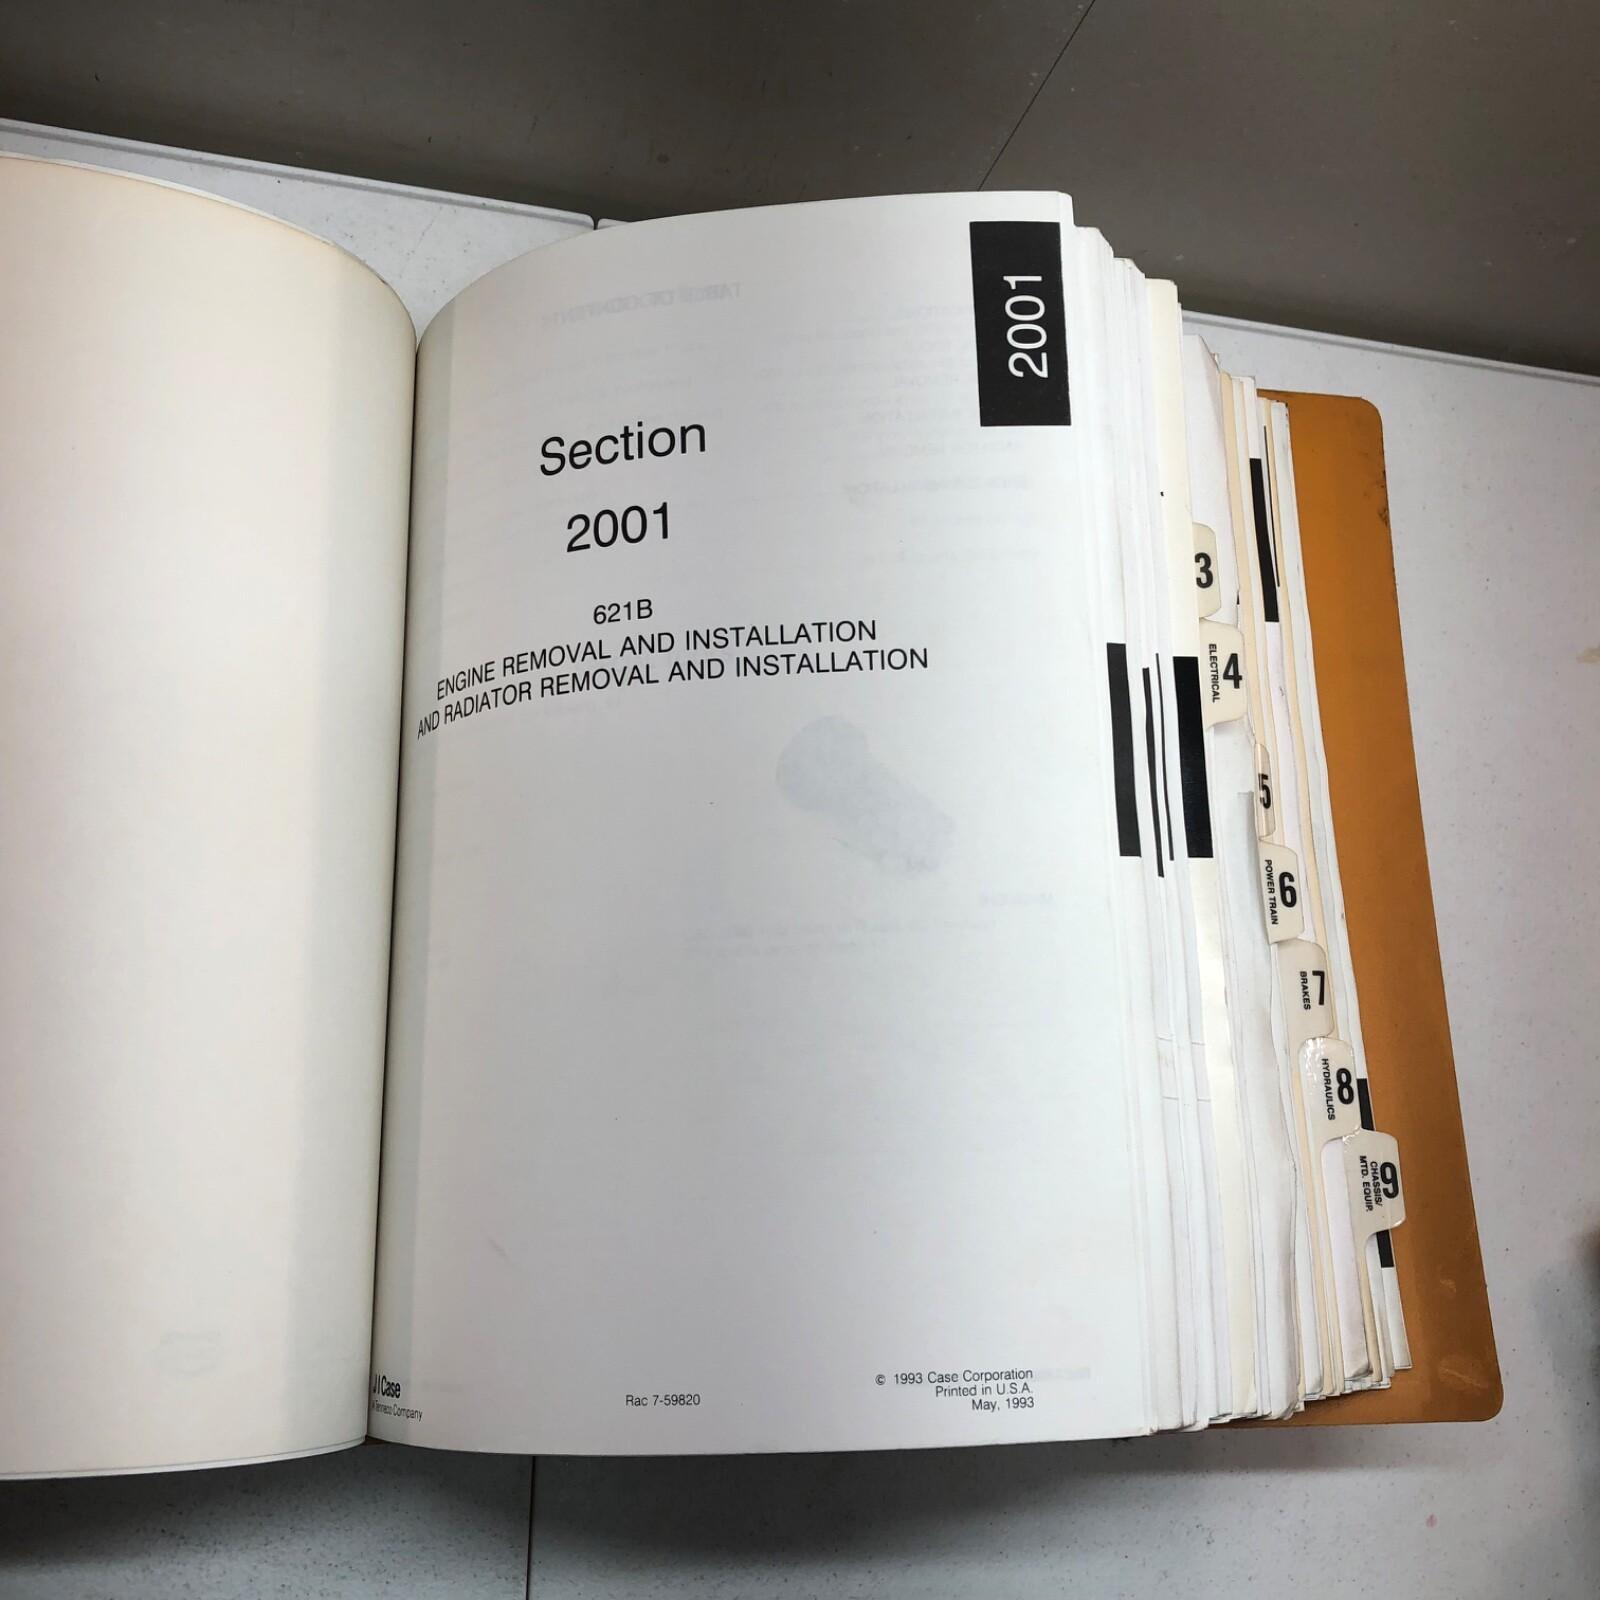 2001
Section
2001
621B
ENGINE REMOVAL AND INSTALLATION
AND RADIATOR REMOVAL AND INSTALLATION
3
4
ELECTRICAL
5
6
POWER TRAIN
7
BRAKES
8
HYDRAULICS
9
CHASSIS/
MTD. EQUIP.
J I Case
A Tenneco Company
Rac 7-59820
© 1993 Case Corporation
Printed in U.S.A.
May, 1993